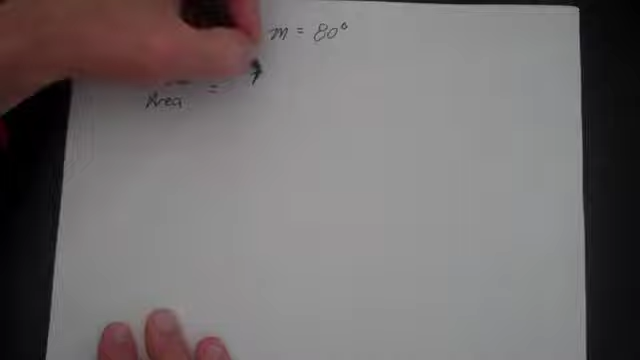 m = 80°
Area =